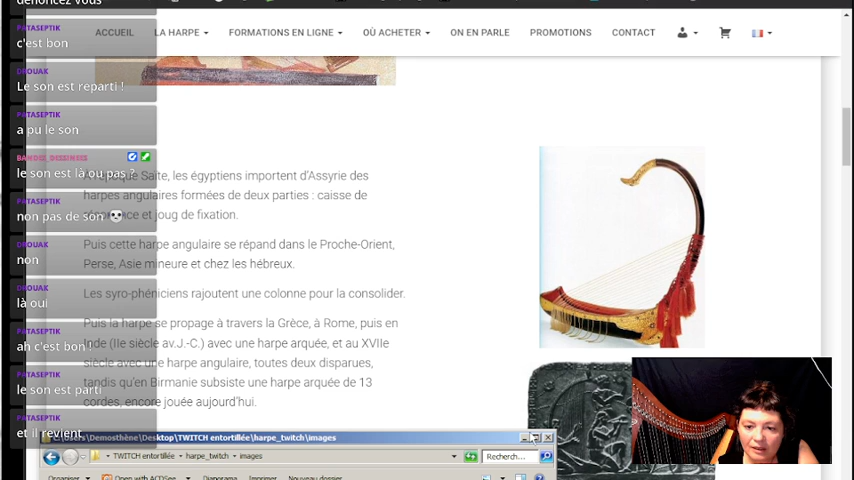 dénoncez vous
PATASEPTIK
c'est bon
DROUAK
Le son est reparti !
PATASEPTIK
a pu le son
BANDES_DESSINEES
le son est là ou pas ?
PATASEPTIK
non pas de son
DROUAK
non
DROUAK
là oui
PATASEPTIK
ah c'est bon
PATASEPTIK
le son est parti
PATASEPTIK
et il revient
ACCUEIL LA HARPE FORMATIONS EN LIGNE OÙ ACHETER ON EN PARLE PROMOTIONS CONTACT
Saïte, les égyptiens importent d'Assyrie des
harpes angulaires formées de deux parties : caisse de
et joug de fixation.
Puis cette harpe angulaire se répand dans le Proche-Orient,
Perse, Asie mineure et chez les hébreux.
Les syro-phéniciens rajoutent une colonne pour la consolider.
Puis la harpe se propage à travers la Grèce, à Rome, puis en
Inde (IIe siècle av.J.-C.) avec une harpe arquée, et au XVIIe
siècle avec une harpe angulaire, toutes deux disparues,
tandis qu'en Birmanie subsiste une harpe arquée de 13
cordes, encore jouée aujourd'hui.
C:\Users\Demosthène\Desktop\TWITCH entortillée\harpe_twitch\images
TWITCH entortillée harpe_twitch images Recherch...
Organiser Open with ACDSee Diaporama Imprimer Nouveau dossier